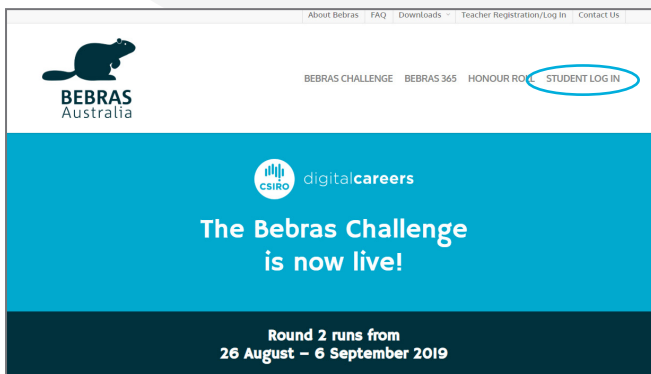 About Bebras FAQ Downloads Teacher Registration/Log In Contact Us
BEBRAS
Australia
BEBRAS CHALLENGE BEBRAS 365 HONOUR ROLL STUDENT LOG IN
CSIRO digitalcareers
The Bebras Challenge
is now live!
Round 2 runs from
26 August – 6 September 2019